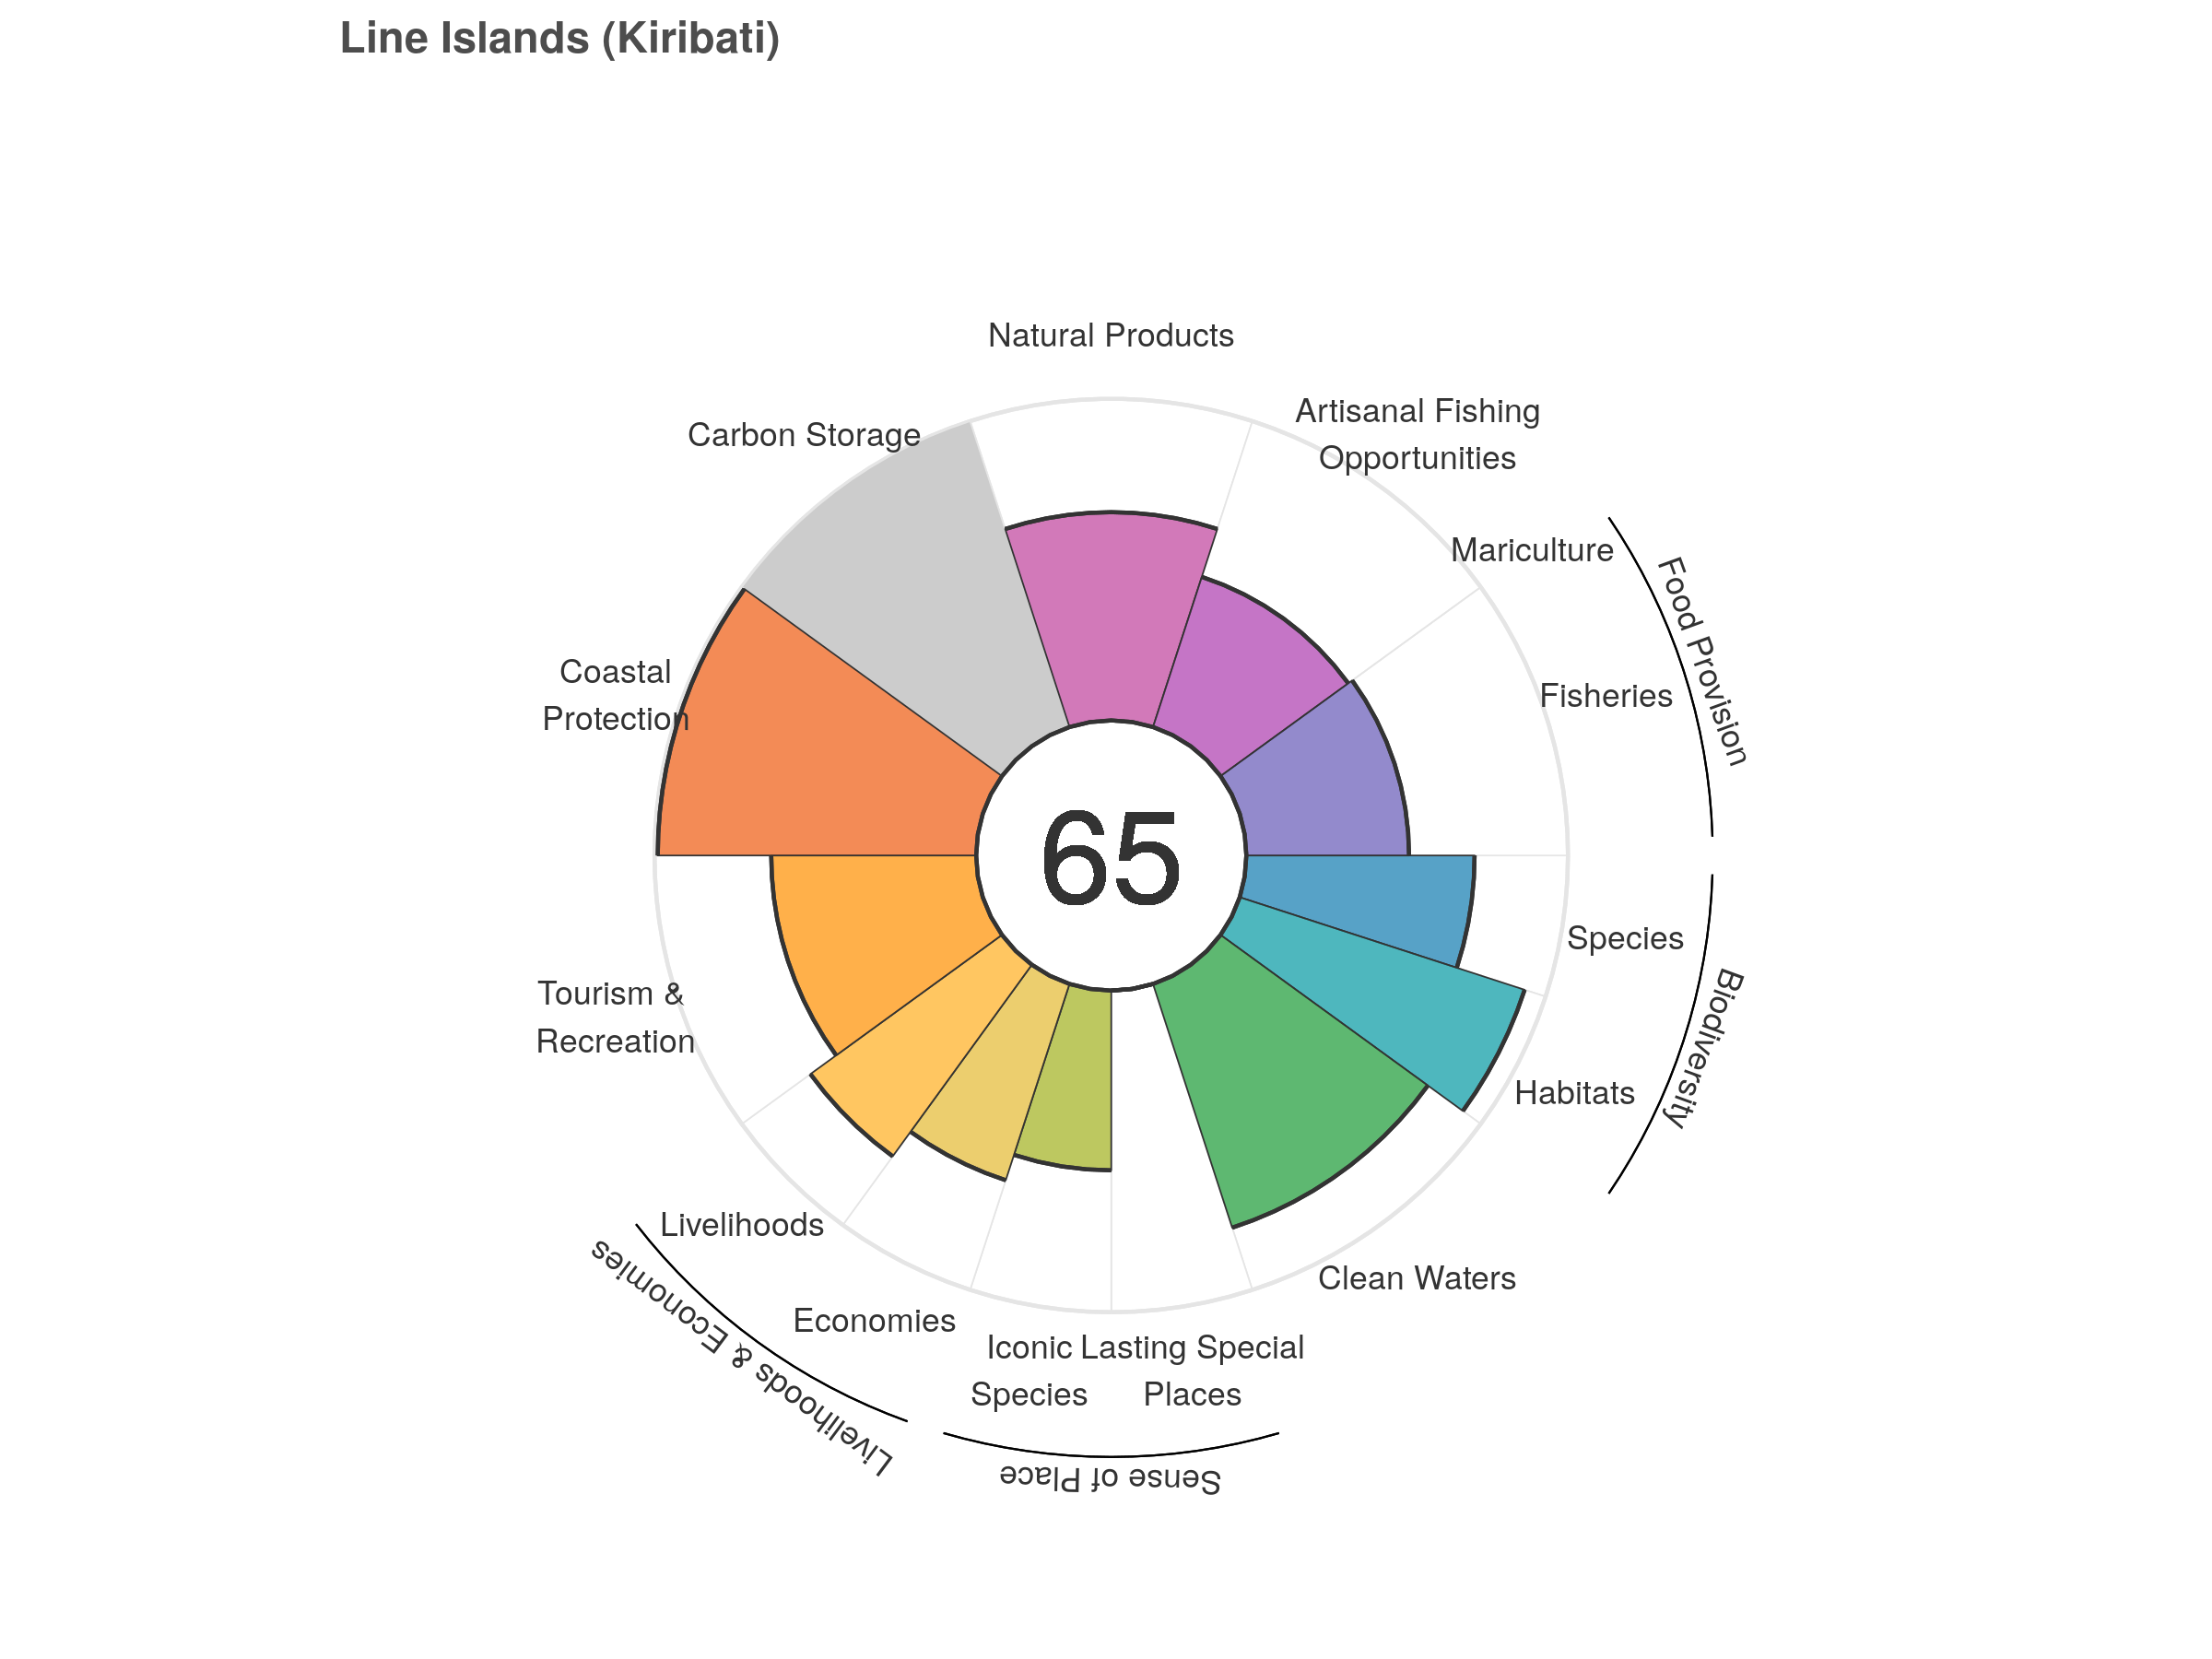 Line Islands (Kiribati)
Natural Products
Artisanal Fishing
Opportunities
Carbon Storage
Mariculture
Food Provision
Fisheries
Coastal
Protection
65
Species
Biodiversity
Tourism &
Recreation
Habitats
Livelihoods
Clean Waters
Livelihoods & Economies
Economies
Iconic
Species
Lasting Special
Places
Sense of Place